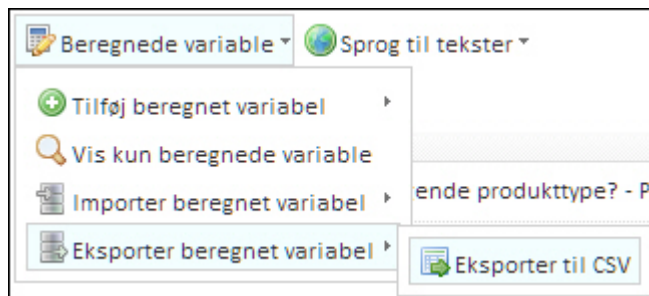 Beregnede variable Sprog til tekster
Tilføj beregnet variabel
Vis kun beregnede variable
Importer beregnet variabel
ende produkttype? - P
Eksporter beregnet variabel
Eksporter til CSV